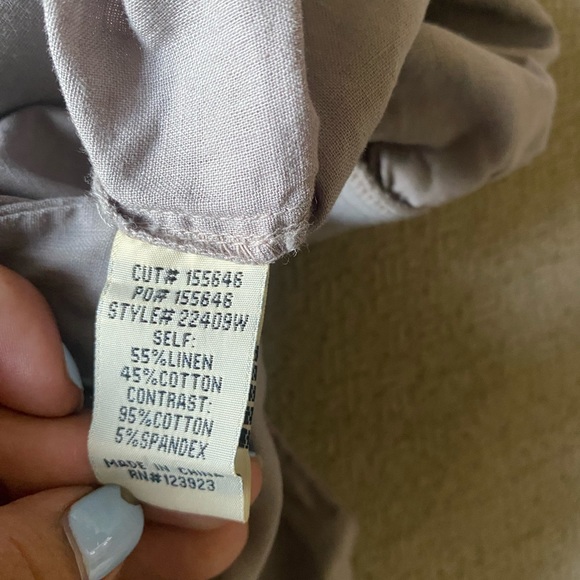 CUT# 155646
PO# 155646
STYLE# 22409W
SELF:
55%LINEN
45%COTTON
CONTRAST:
95%COTTON
5%SPANDEX
MADE IN CHINA
RN#123923